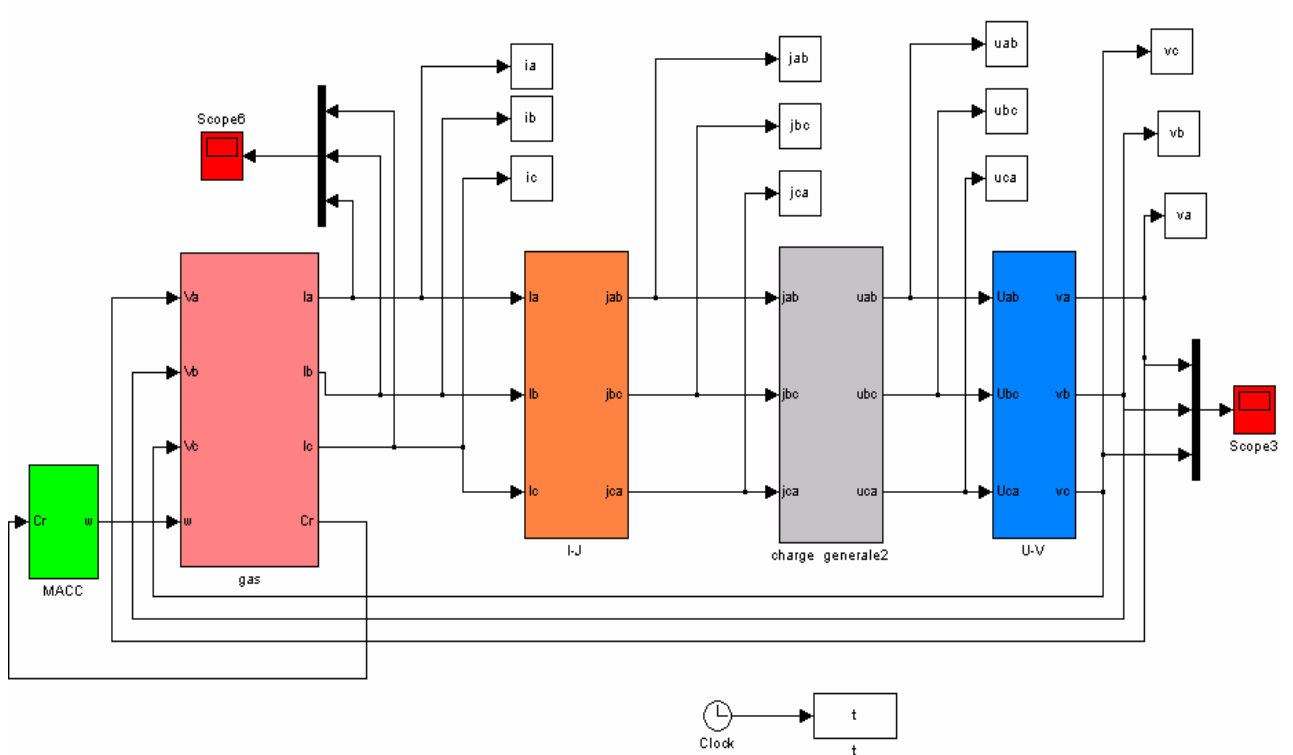 ia
jab
uab
vc
Scope6
ib
jbc
ubc
vb
ic
jca
uca
va
Va
Ia
Ia
jab
jab
uab
Uab
va
Vb
Ib
Ib
jbc
jbc
ubc
Ubc
vb
Scope3
Vc
Ic
Ic
jca
jca
uca
Uca
vc
Cr
w
w
Cr
MACC
gas
I-J
charge generale2
U-V
Clock
t
t